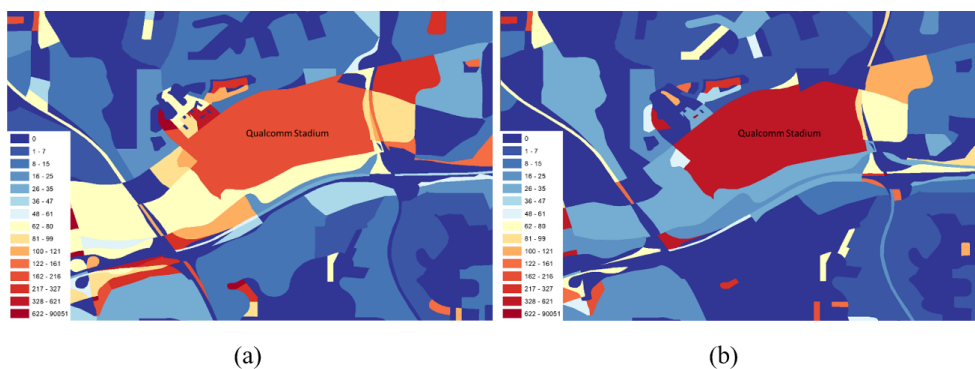 Qualcomm Stadium
0
1 - 7
8 - 15
16 - 25
26 - 35
36 - 47
48 - 61
62 - 80
81 - 99
100 - 121
122 - 161
162 - 216
217 - 327
328 - 621
622 - 90051
Qualcomm Stadium
0
1 - 7
8 - 15
16 - 25
26 - 35
36 - 47
48 - 61
62 - 80
81 - 99
100 - 121
122 - 161
162 - 216
217 - 327
328 - 621
622 - 90051
(a)
(b)